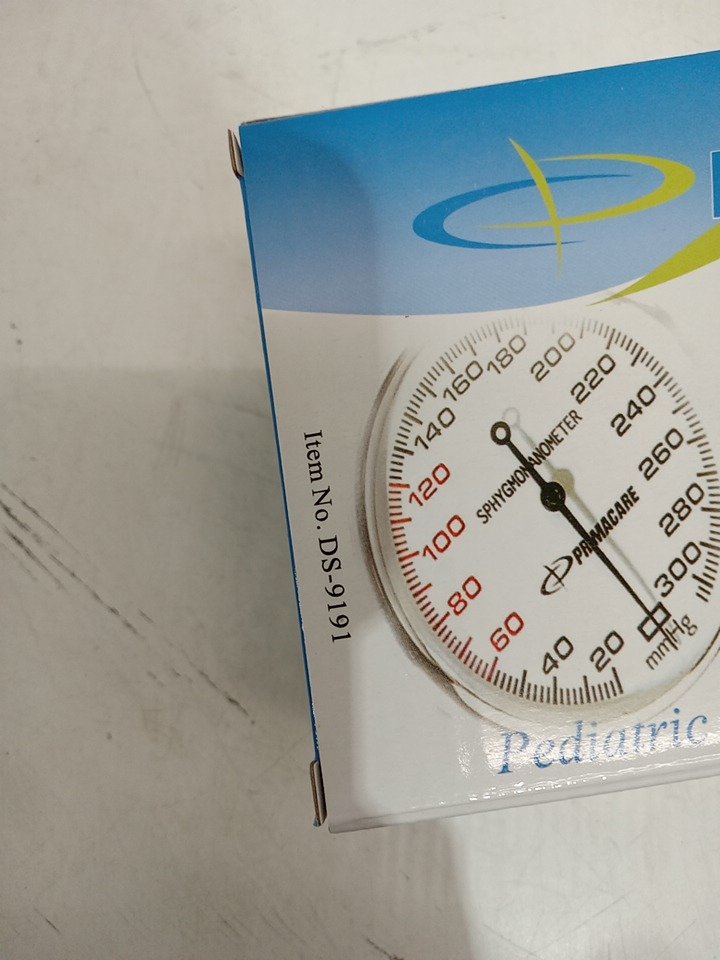 Item No. DS-9191
160 180 200
140 220
240
120 260
100 280
80 300
60 40 20
SPHYGMOMANOMETER
PRIMACARE
mmHg
Pediatric